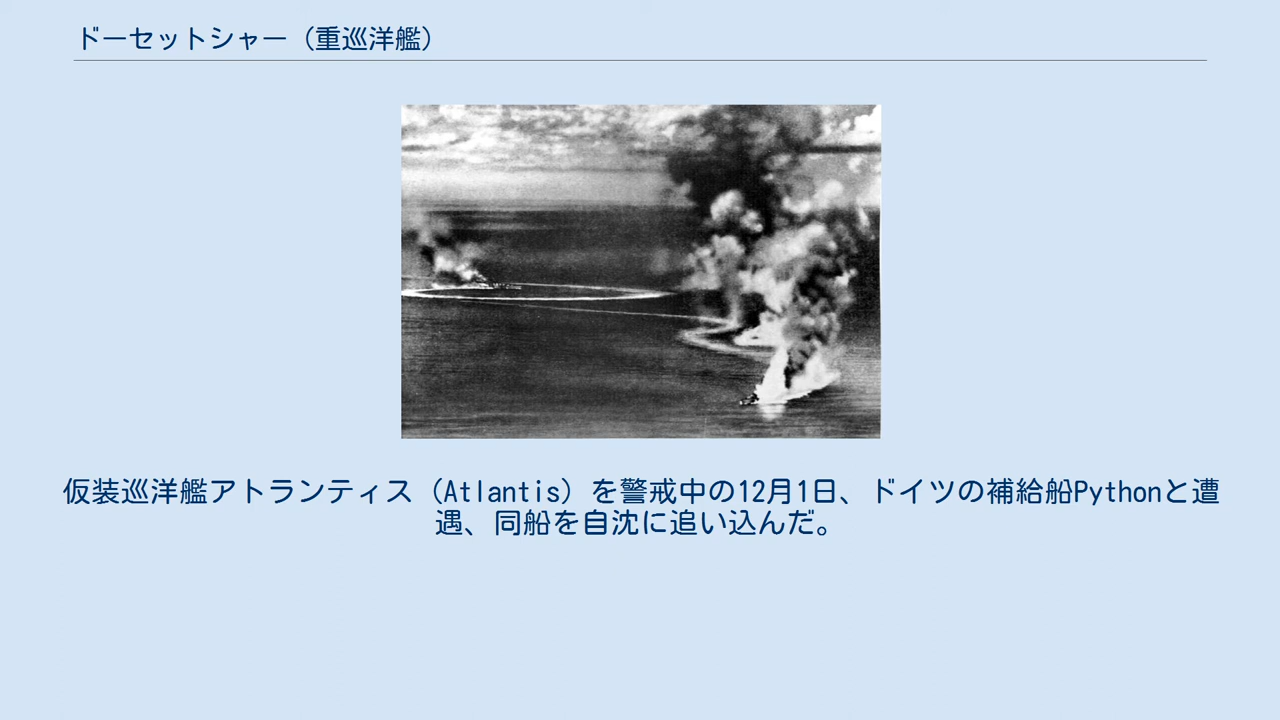 ドーセットシャー（重巡洋艦）
仮装巡洋艦アトランティス（Atlantis）を警戒中の12月1日、ドイツの補給船Pythonと遭
遇、同船を自沈に追い込んだ。